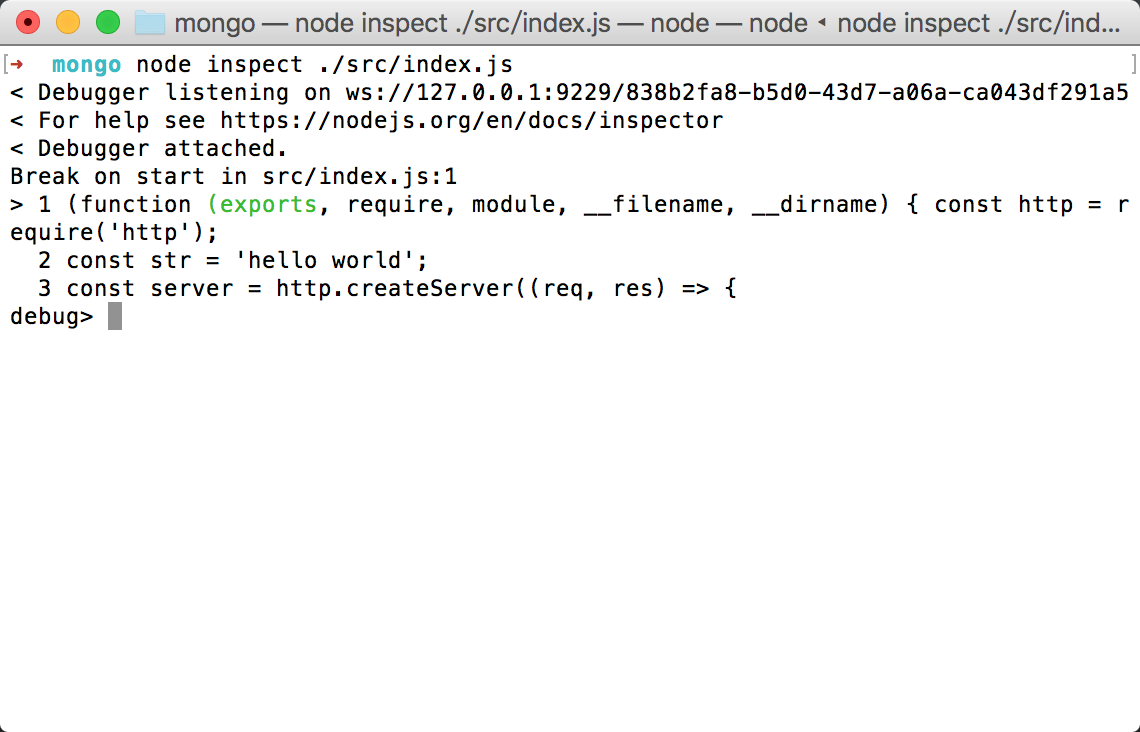 mongo — node inspect ./src/index.js — node — node ◂ node inspect ./src/ind...
[➜  mongo node inspect ./src/index.js ]
< Debugger listening on ws://127.0.0.1:9229/838b2fa8-b5d0-43d7-a06a-ca043df291a5
< For help see https://nodejs.org/en/docs/inspector
< Debugger attached.
Break on start in src/index.js:1
> 1 (function (exports, require, module, __filename, __dirname) { const http = r
equire('http');
  2 const str = 'hello world';
  3 const server = http.createServer((req, res) => {
debug>